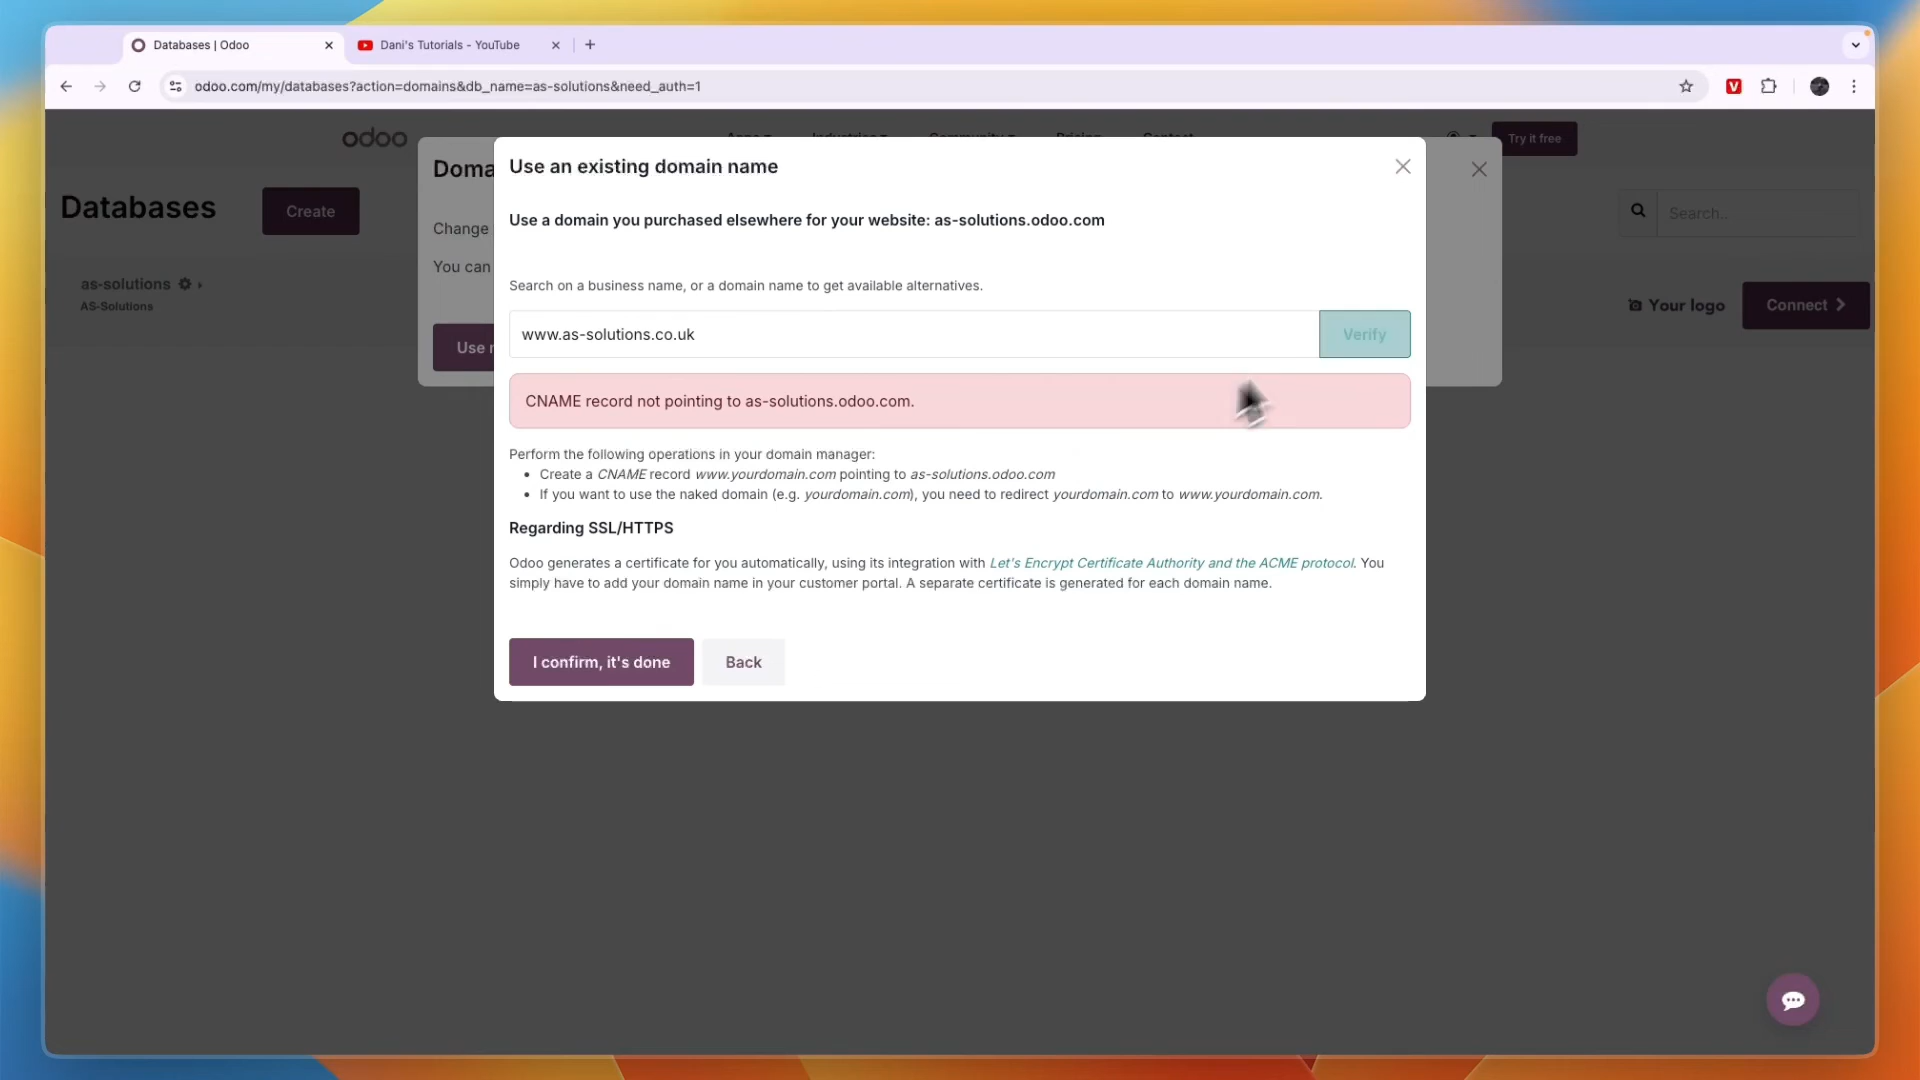 Databases | Odoo
Dani's Tutorials - YouTube
odoo.com/my/databases?action=domains&db_name=as-solutions&need_auth=1
odoo
Apps
Industries
Community
Pricing
Contact
Try it free
Databases
Create
Search...
as-solutions
AS-Solutions
Your logo
Connect
Doma
Change
You can
Use
Use an existing domain name
Use a domain you purchased elsewhere for your website: as-solutions.odoo.com
Search on a business name, or a domain name to get available alternatives.
www.as-solutions.co.uk
Verify
CNAME record not pointing to as-solutions.odoo.com.
Perform the following operations in your domain manager:
• Create a CNAME record www.yourdomain.com pointing to as-solutions.odoo.com
• If you want to use the naked domain (e.g. yourdomain.com), you need to redirect yourdomain.com to www.yourdomain.com.
Regarding SSL/HTTPS
Odoo generates a certificate for you automatically, using its integration with Let's Encrypt Certificate Authority and the ACME protocol. You
simply have to add your domain name in your customer portal. A separate certificate is generated for each domain name.
I confirm, it's done
Back